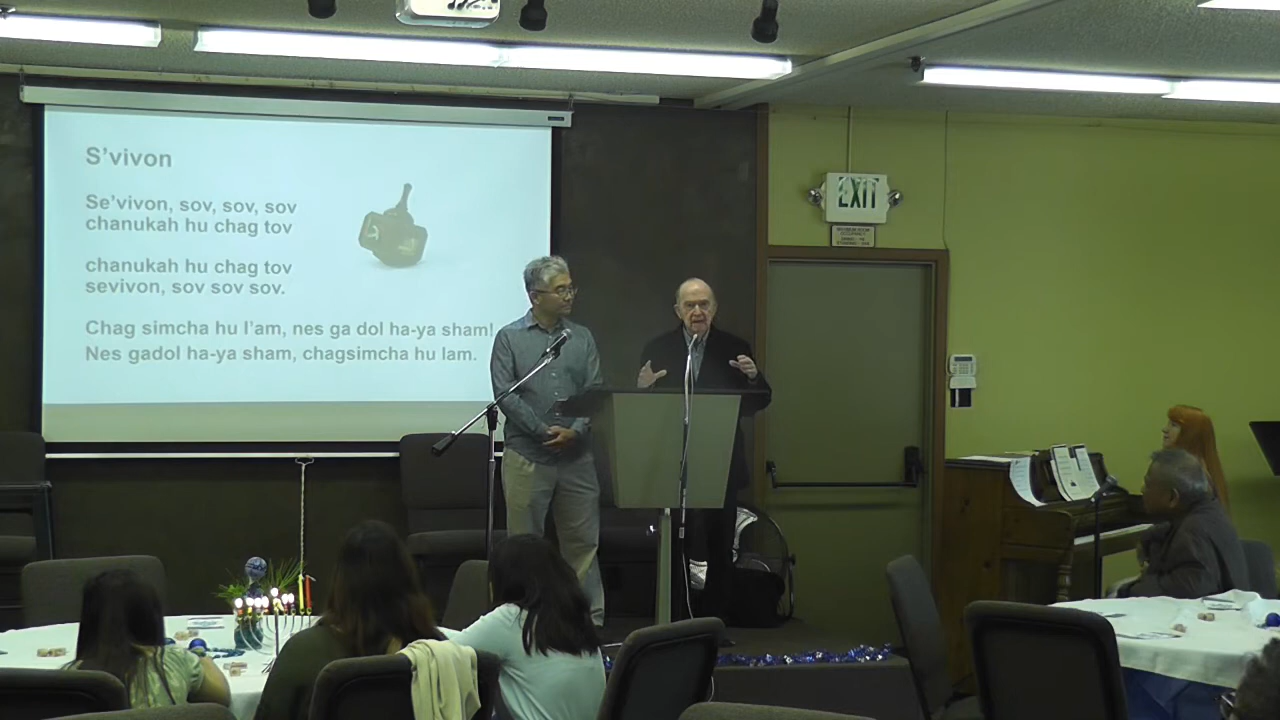 S'vivon
Se'vivon, sov, sov, sov
chanukah hu chag tov
chanukah hu chag tov
sevivon, sov sov sov.
Chag simcha hu l'am, nes ga dol ha-ya sham!
Nes gadol ha-ya sham, chagsimcha hu lam.
EXIT